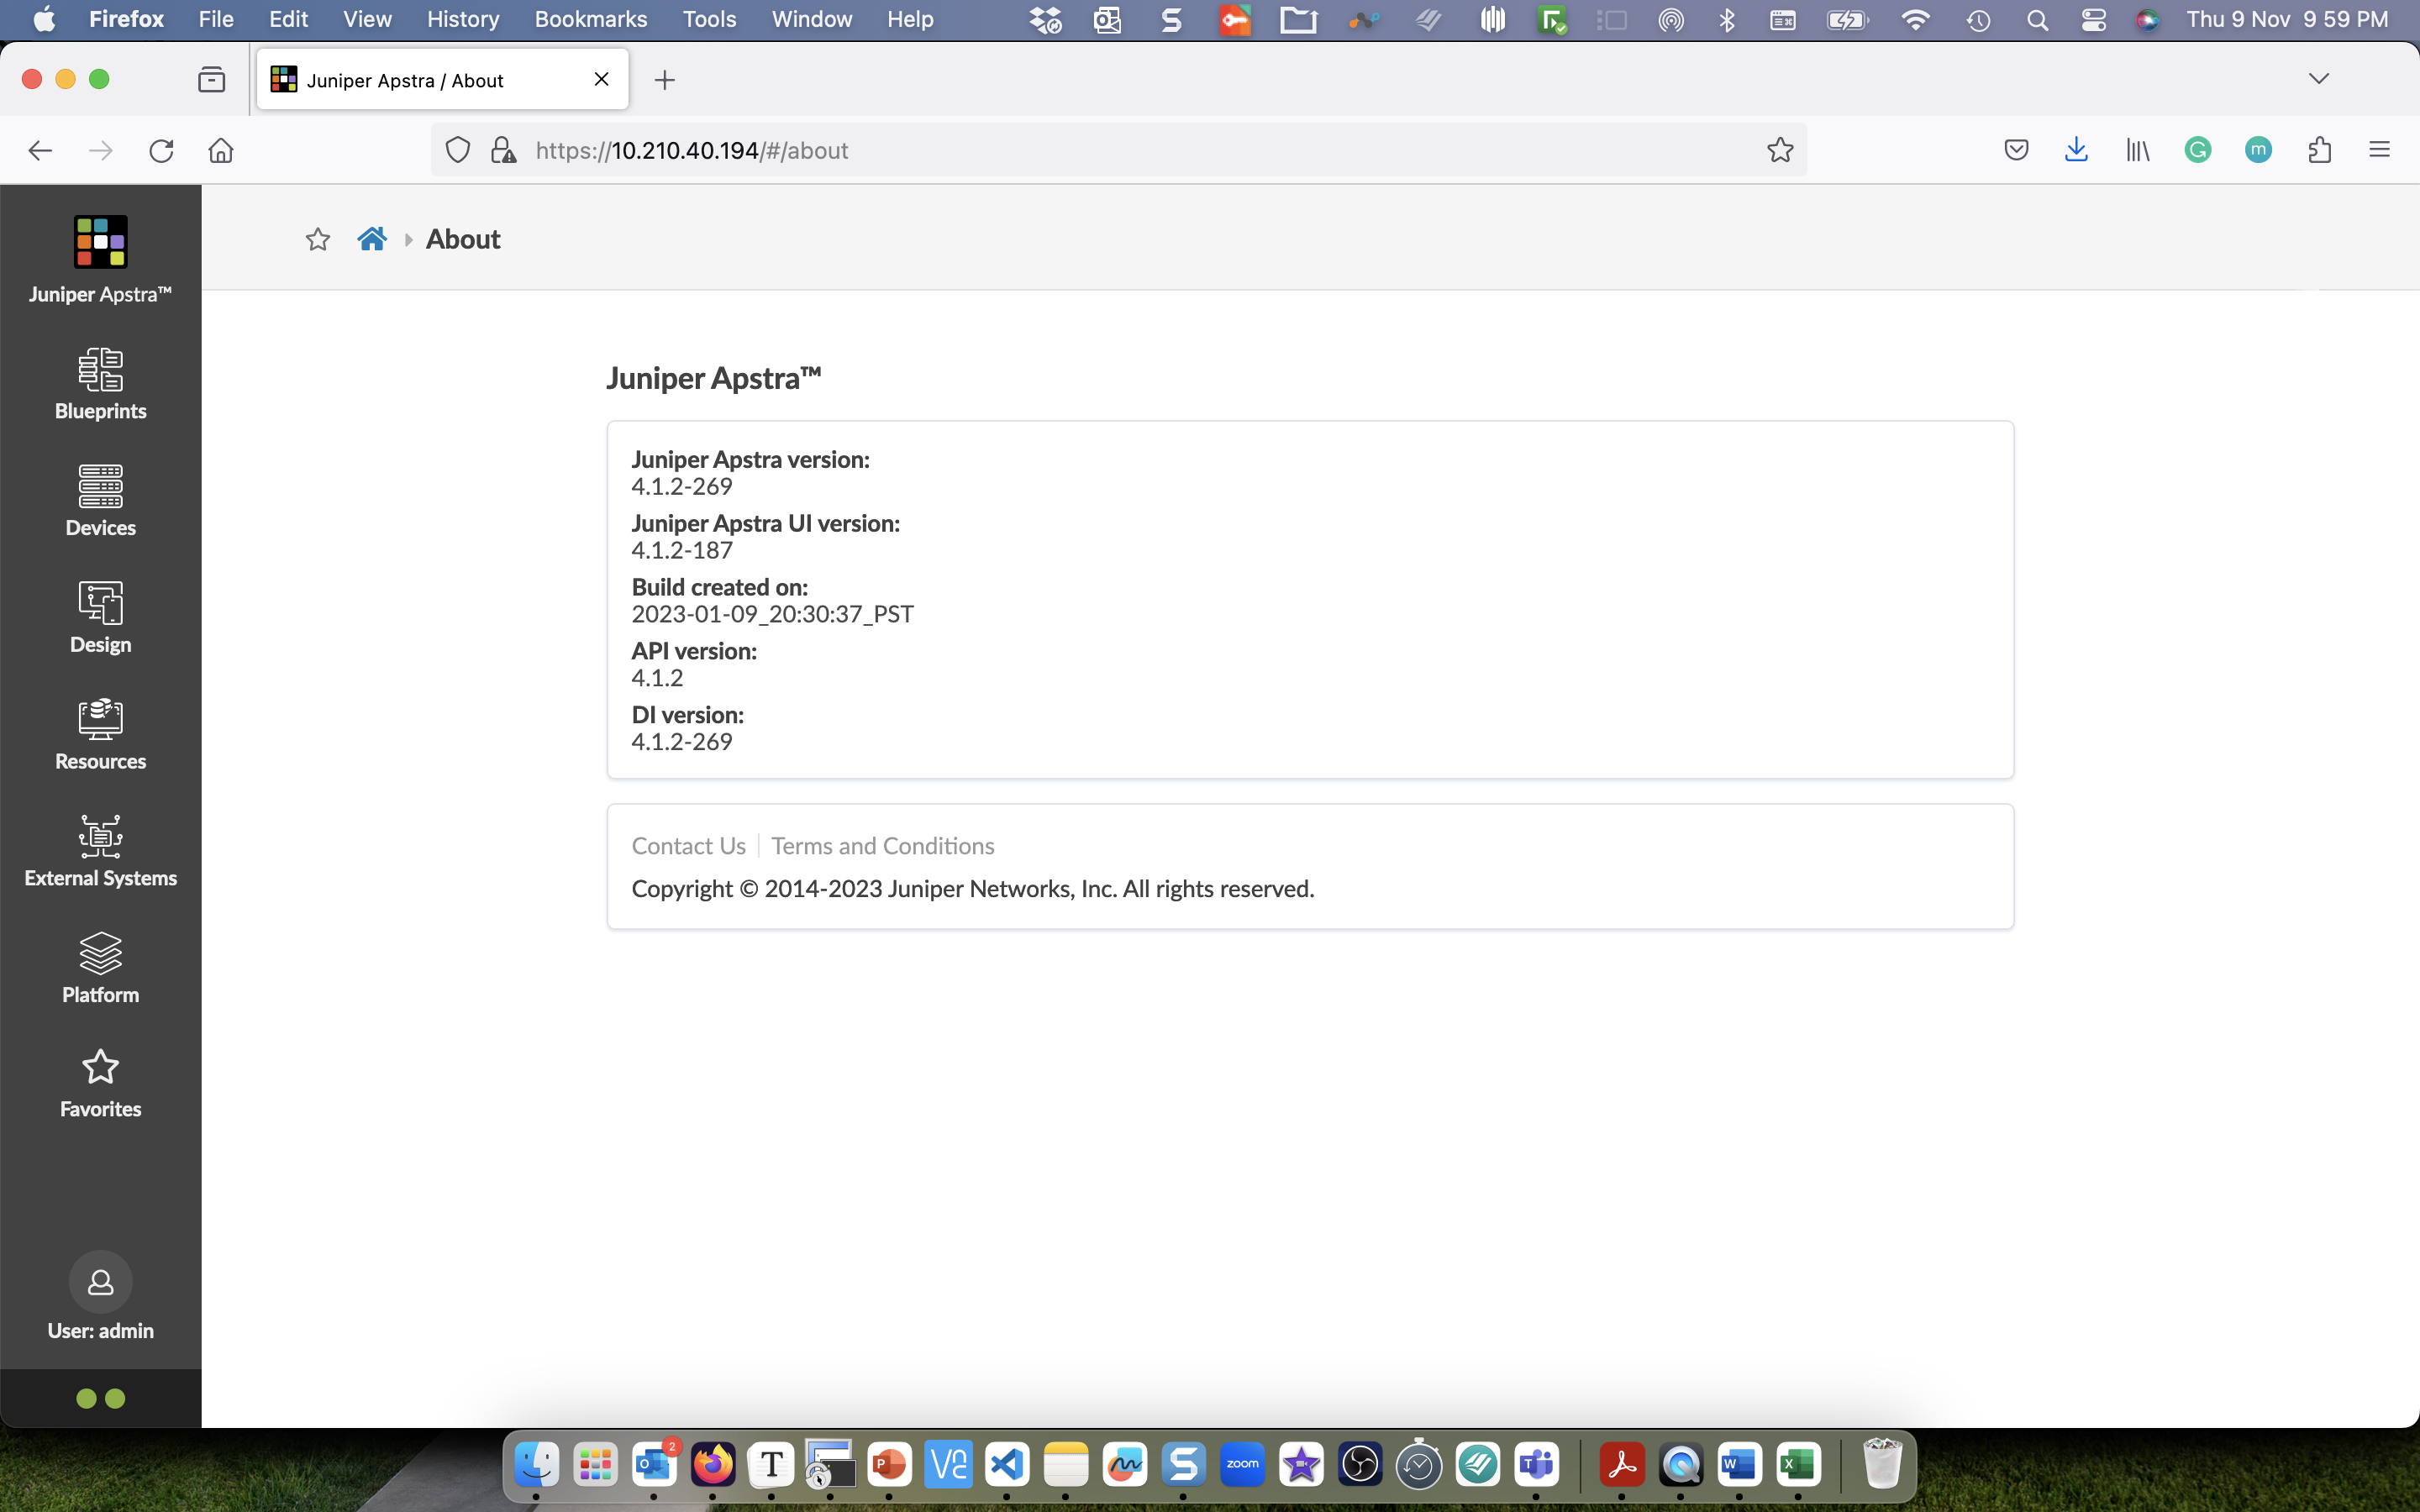 Firefox File Edit View History Bookmarks Tools Window Help Thu 9 Nov 9 59 PM
Juniper Apstra / About
https://10.210.40.194/#/about
m
Juniper Apstra™
Blueprints
Devices
Design
Resources
External Systems
Platform
Favorites
User: admin
About
Juniper Apstra™
Juniper Apstra version:
4.1.2-269
Juniper Apstra UI version:
4.1.2-187
Build created on:
2023-01-09_20:30:37_PST
API version:
4.1.2
DI version:
4.1.2-269
Contact Us Terms and Conditions
Copyright © 2014-2023 Juniper Networks, Inc. All rights reserved.
2
zoom